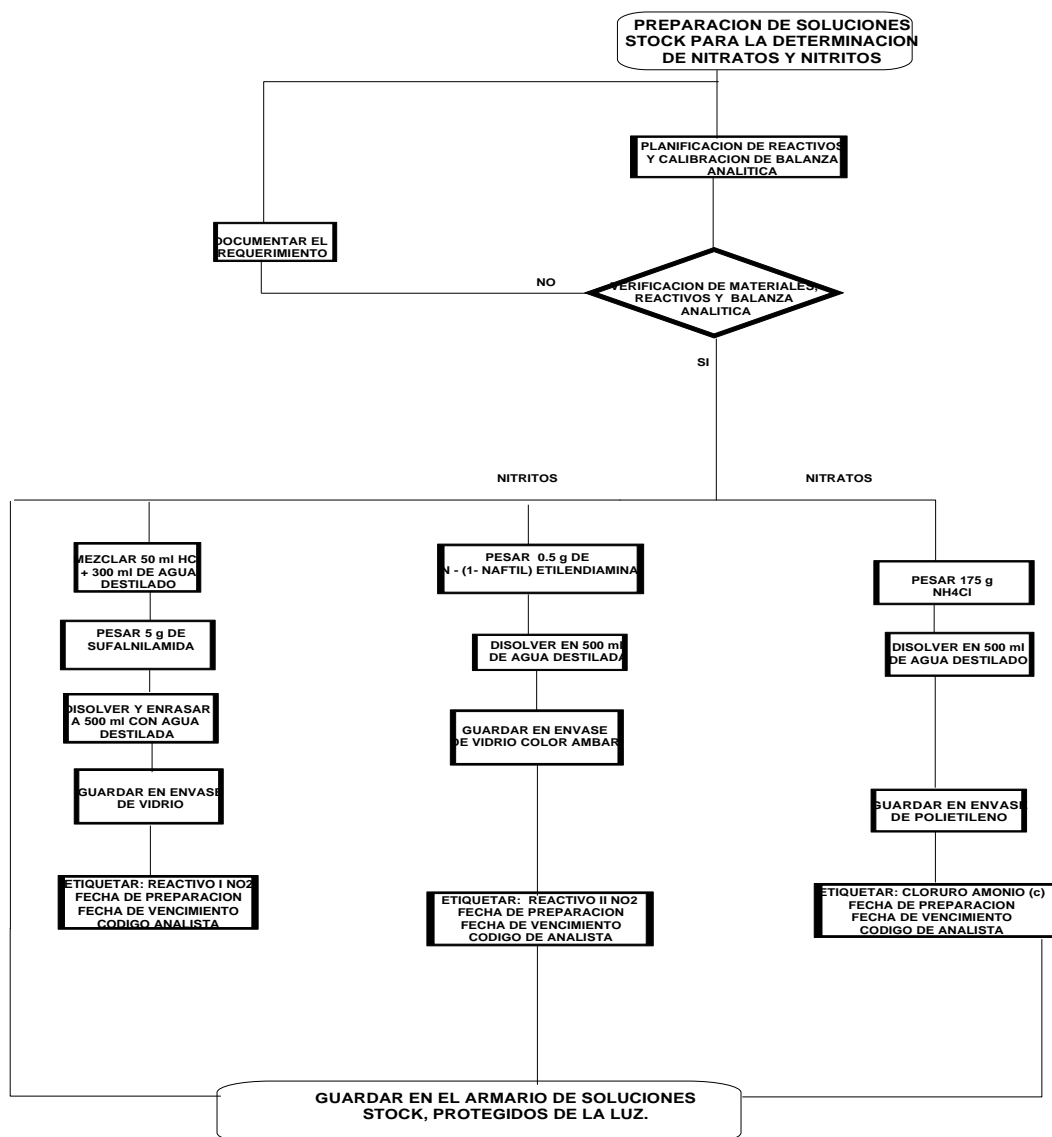 PREPARACION DE SOLUCIONES
STOCK PARA LA DETERMINACION
DE NITRATOS Y NITRITOS
PLANIFICACION DE REACTIVOS
Y CALIBRACION DE BALANZA
ANALITICA
DOCUMENTAR EL
REQUERIMIENTO
NO
VERIFICACION DE MATERIALES,
REACTIVOS Y BALANZA
ANALITICA
SI
NITRITOS
NITRATOS
MEZCLAR 50 ml HCl
+ 300 ml DE AGUA
DESTILADO
PESAR 5 g DE
SUFALNILAMIDA
DISOLVER Y ENRASAR
A 500 ml CON AGUA
DESTILADA
GUARDAR EN ENVASE
DE VIDRIO
ETIQUETAR: REACTIVO I NO2
FECHA DE PREPARACION
FECHA DE VENCIMIENTO
CODIGO ANALISTA
PESAR 0.5 g DE
N - (1- NAFTIL) ETILENDIAMINA
DISOLVER EN 500 ml
DE AGUA DESTILADA
GUARDAR EN ENVASE
DE VIDRIO COLOR AMBAR
ETIQUETAR: REACTIVO II NO2
FECHA DE PREPARACION
FECHA DE VENCIMIENTO
CODIGO DE ANALISTA
PESAR 175 g
NH4Cl
DISOLVER EN 500 ml
DE AGUA DESTILADO
GUARDAR EN ENVASE
DE POLIETILENO
ETIQUETAR: CLORURO AMONIO (c)
FECHA DE PREPARACION
FECHA DE VENCIMIENTO
CODIGO DE ANALISTA
GUARDAR EN EL ARMARIO DE SOLUCIONES
STOCK, PROTEGIDOS DE LA LUZ.